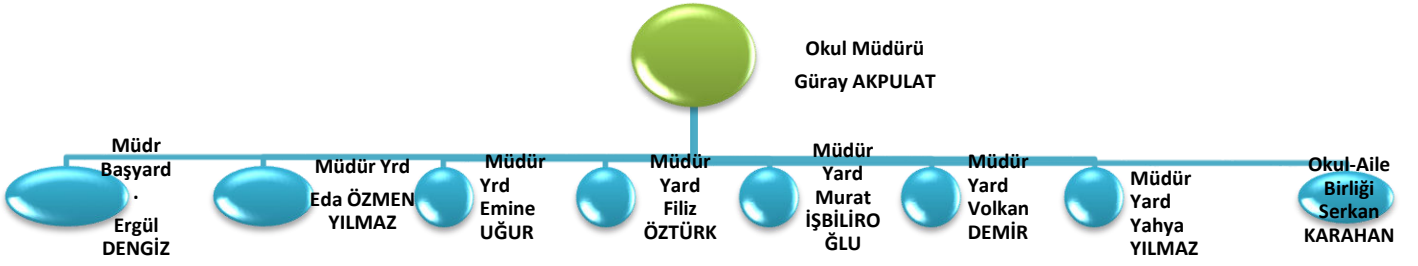 Okul Müdürü
Güray AKPULAT
Müdr
Başyard
.
Ergül
DENGİZ
Müdür Yrd
Eda ÖZMEN
YILMAZ
Müdür
Yrd
Emine
UĞUR
Müdür
Yard
Filiz
ÖZTÜRK
Müdür
Yard
Murat
İŞBİLİRO
ĞLU
Müdür
Yard
Volkan
DEMİR
Müdür
Yard
Yahya
YILMAZ
Okul-Aile
Birliği
Serkan
KARAHAN